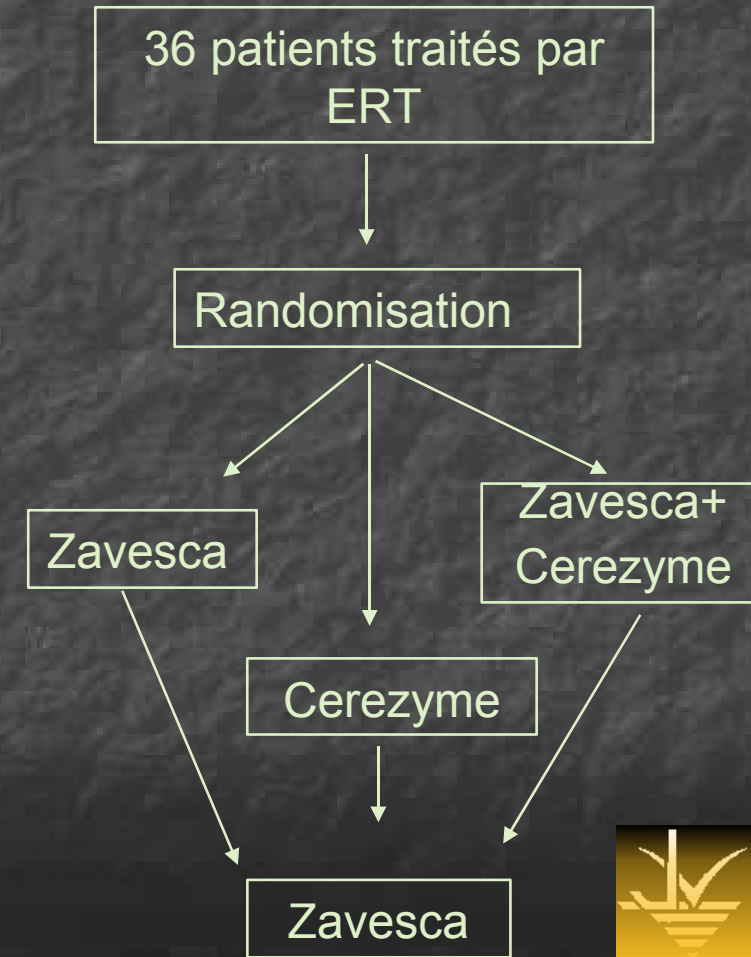 36 patients traités par
ERT
Randomisation
Zavesca
Zavesca+
Cerezyme
Cerezyme
Zavesca